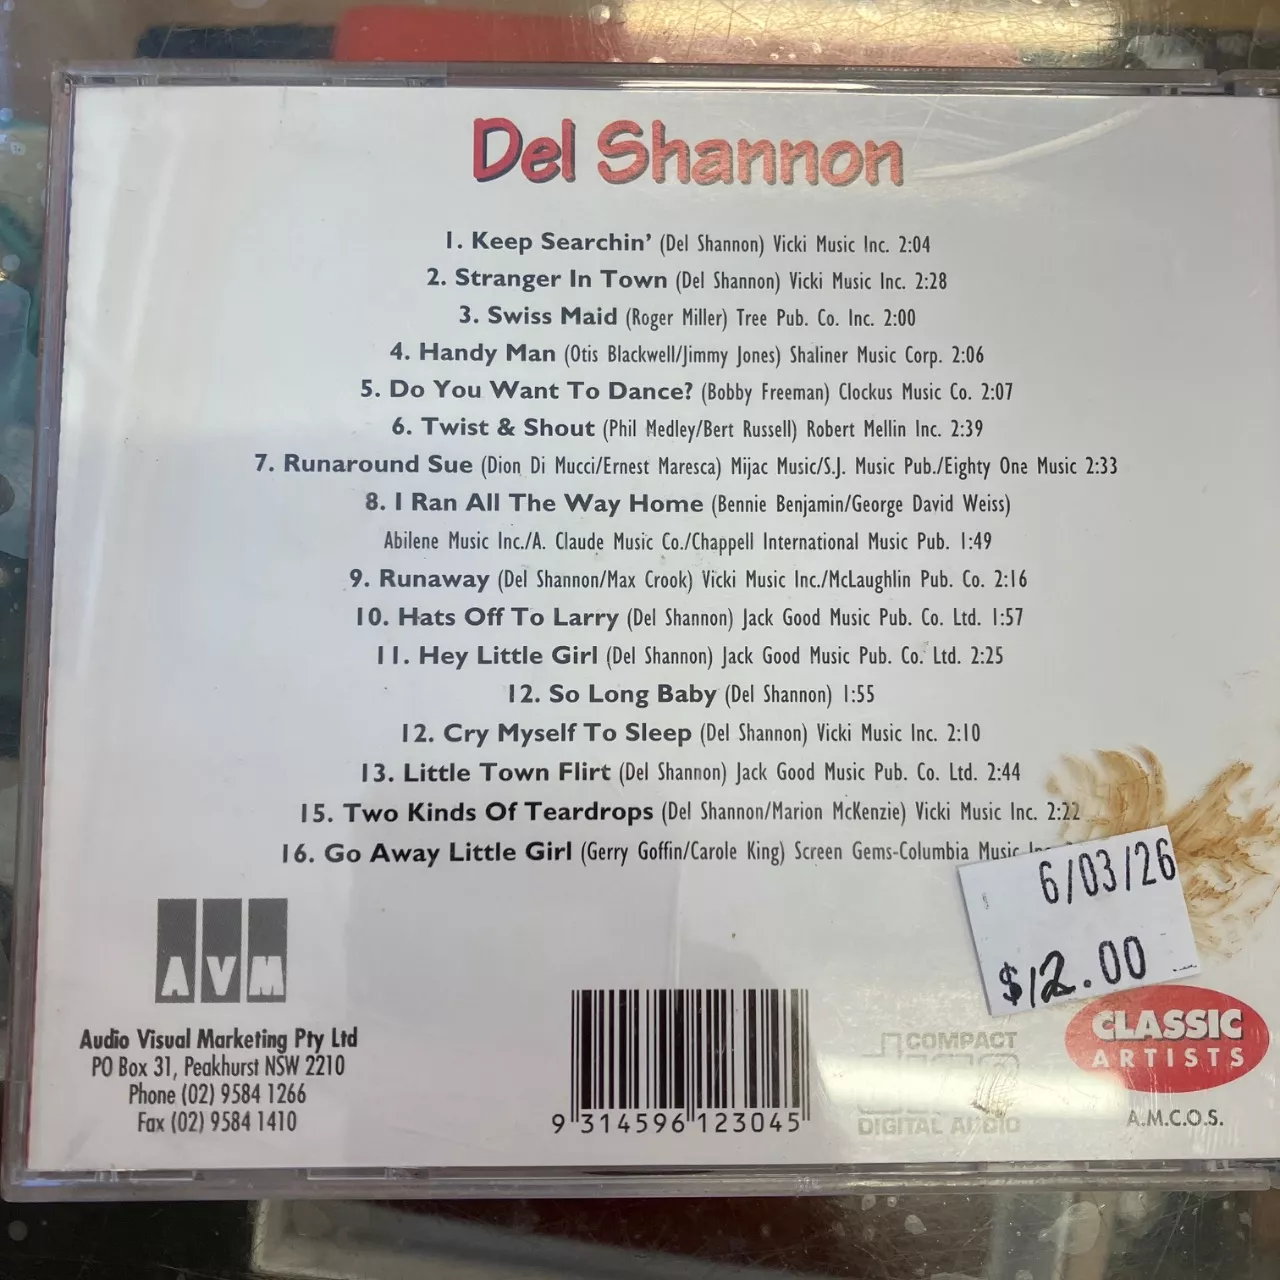 Del Shannon
1. Keep Searchin' (Del Shannon) Vicki Music Inc. 2:04
2. Stranger In Town (Del Shannon) Vicki Music Inc. 2:28
3. Swiss Maid (Roger Miller) Tree Pub. Co. Inc. 2:00
4. Handy Man (Otis Blackwell/Jimmy Jones) Shaliner Music Corp. 2:06
5. Do You Want To Dance? (Bobby Freeman) Clockus Music Co. 2:07
6. Twist & Shout (Phil Medley/Bert Russell) Robert Mellin Inc. 2:39
7. Runaround Sue (Dion Di Mucci/Ernest Maresca) Mijac Music/S.J. Music Pub./Eighty One Music 2:33
8. I Ran All The Way Home (Bennie Benjamin/George David Weiss)
Abilene Music Inc./A. Claude Music Co./Chappell International Music Pub. 1:49
9. Runaway (Del Shannon/Max Crook) Vicki Music Inc./McLaughlin Pub. Co. 2:16
10. Hats Off To Larry (Del Shannon) Jack Good Music Pub. Co. Ltd. 1:57
11. Hey Little Girl (Del Shannon) Jack Good Music Pub. Co. Ltd. 2:25
12. So Long Baby (Del Shannon) 1:55
12. Cry Myself To Sleep (Del Shannon) Vicki Music Inc. 2:10
13. Little Town Flirt (Del Shannon) Jack Good Music Pub. Co. Ltd. 2:44
15. Two Kinds Of Teardrops (Del Shannon/Marion McKenzie) Vicki Music Inc. 2:22
16. Go Away Little Girl (Gerry Goffin/Carole King) Screen Gems-Columbia Music
6/03/26
$12.00
AVM
Audio Visual Marketing Pty Ltd
PO Box 31, Peakhurst NSW 2210
Phone (02) 9584 1266
Fax (02) 9584 1410
9 314596 123045
COMPACT
disc
DIGITAL AUDIO
CLASSIC
ARTISTS
A.M.C.O.S.